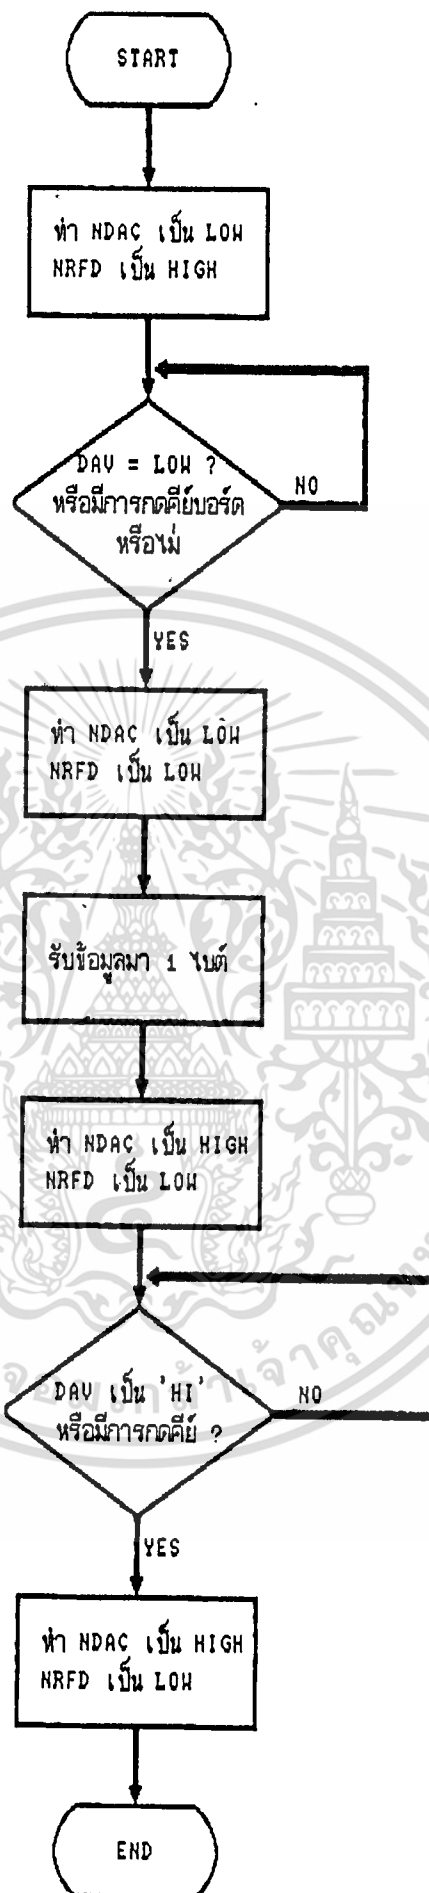 START
ทำ NDAC เป็น LOW
NRFD เป็น HIGH
DAV = LOW ?
หรือมีการกดคีย์บอร์ด
หรือไม่
NO
YES
ทำ NDAC เป็น LOW
NRFD เป็น LOW
รับข้อมูลมา 1 ไบต์
ทำ NDAC เป็น HIGH
NRFD เป็น LOW
DAV เป็น 'HI'
หรือมีการกดคีย์ ?
NO
YES
ทำ NDAC เป็น HIGH
NRFD เป็น LOW
END